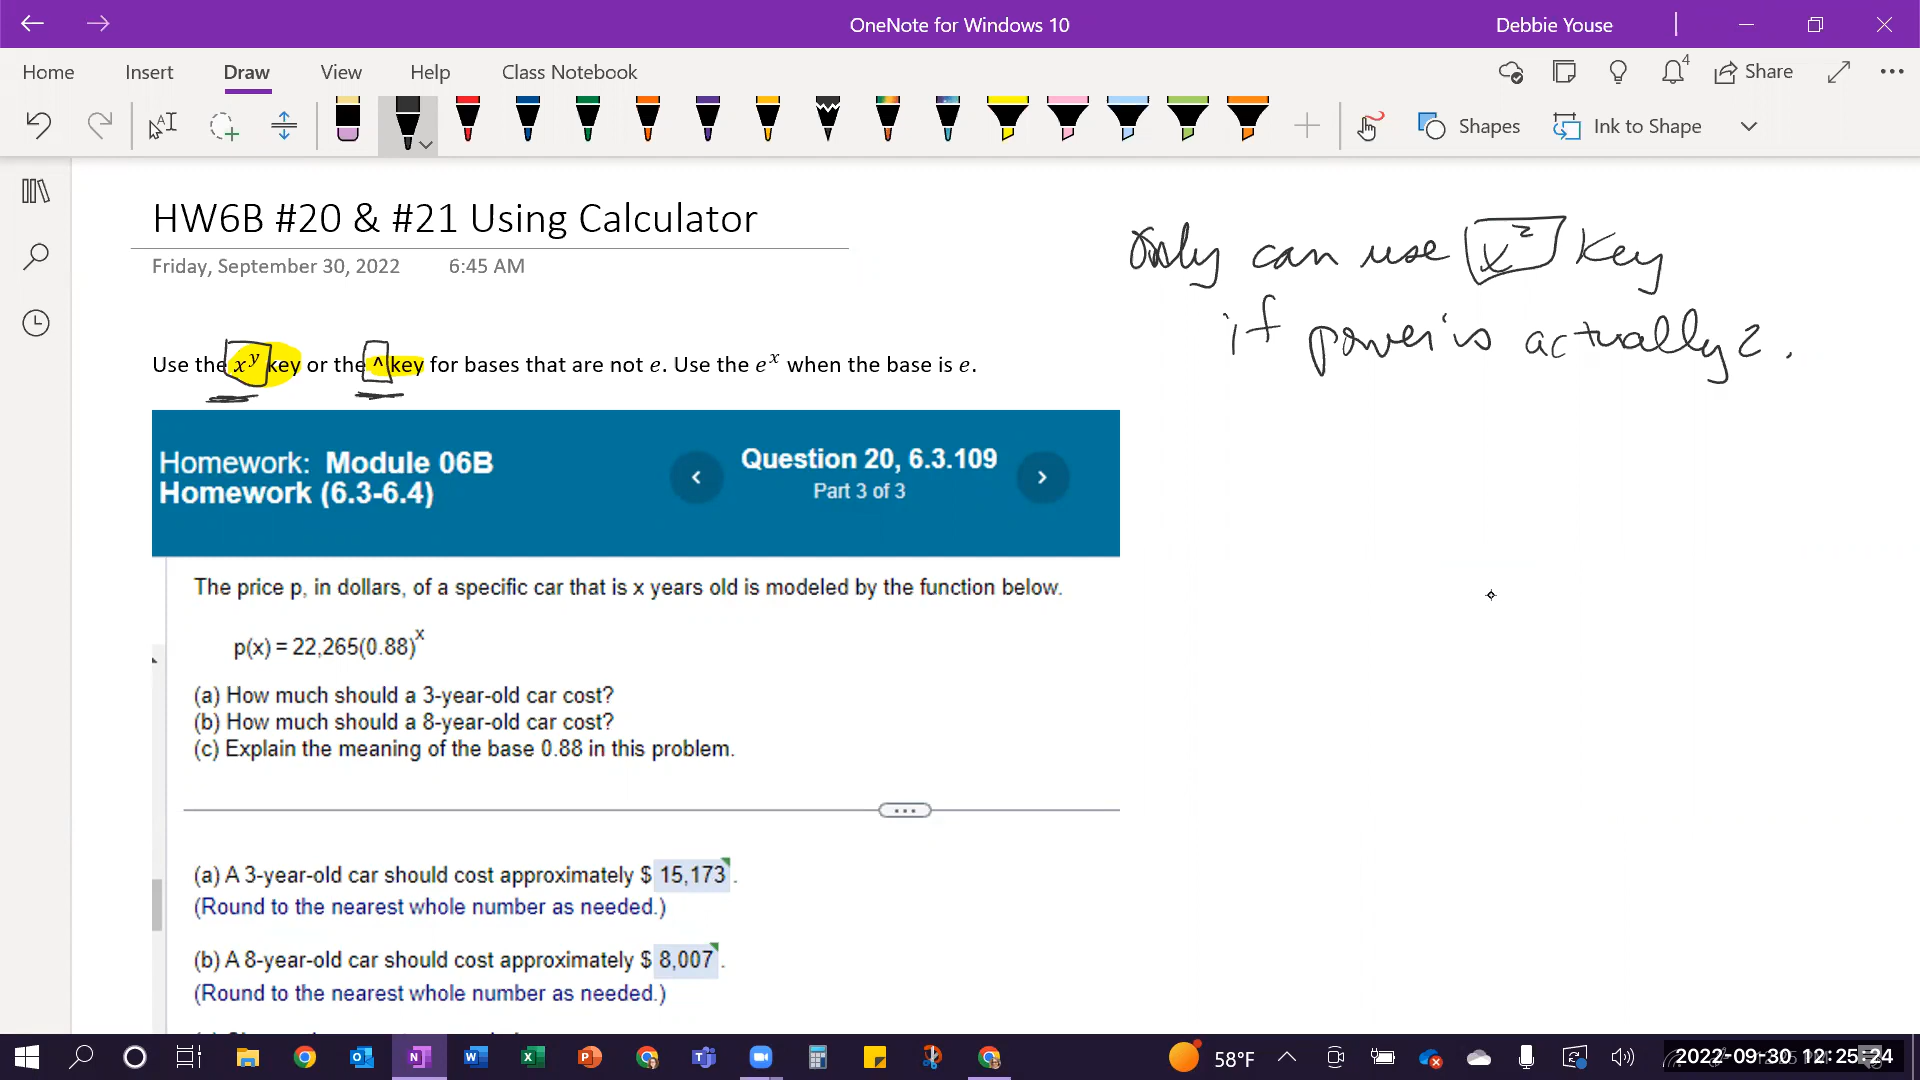 OneNote for Windows 10
Debbie Youse
Home Insert Draw View Help Class Notebook
4 Share
Shapes Ink to Shape
HW6B #20 & #21 Using Calculator
Friday, September 30, 2022 6:45 AM
Only can use x² key
if power is actually 2.
Use the xʸ key or the ^ key for bases that are not e. Use the eˣ when the base is e.
Homework: Module 06B
Homework (6.3-6.4)
Question 20, 6.3.109
Part 3 of 3
The price p, in dollars, of a specific car that is x years old is modeled by the function below.
p(x) = 22,265(0.88)ˣ
(a) How much should a 3-year-old car cost?
(b) How much should a 8-year-old car cost?
(c) Explain the meaning of the base 0.88 in this problem.
(a) A 3-year-old car should cost approximately $ 15,173 .
(Round to the nearest whole number as needed.)
(b) A 8-year-old car should cost approximately $ 8,007 .
(Round to the nearest whole number as needed.)
58°F
2022-09-30 12:25:24